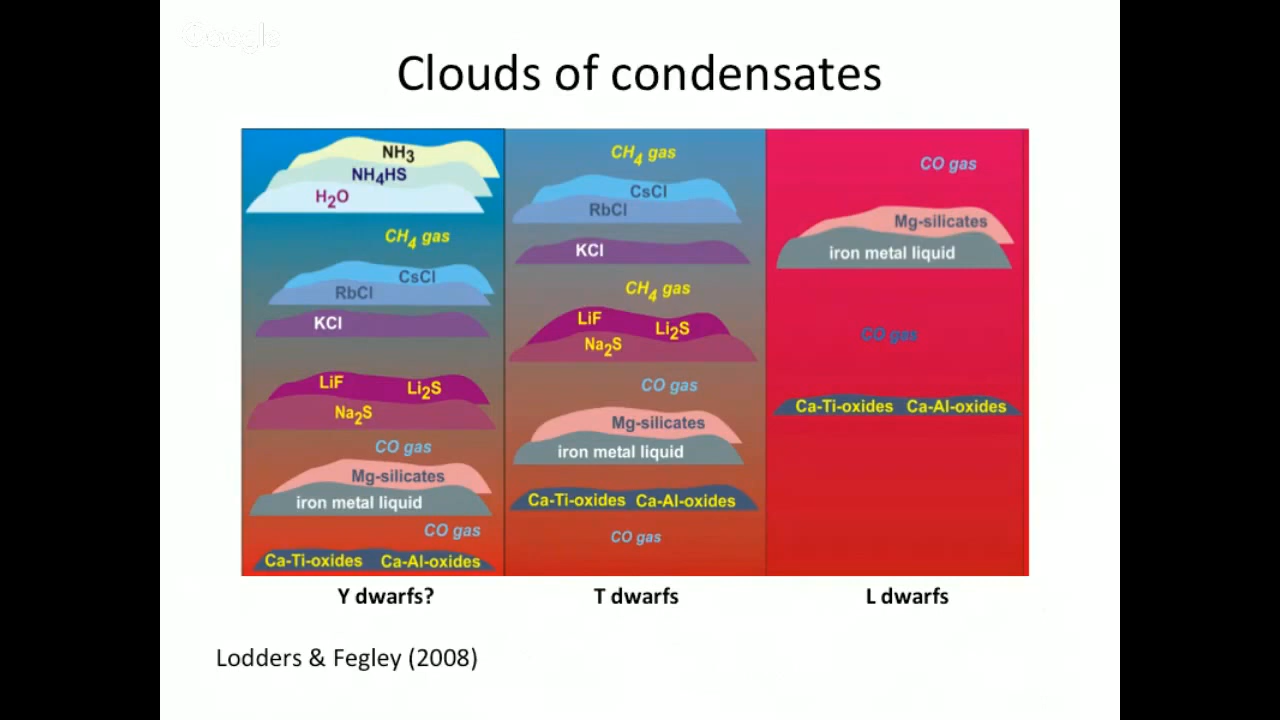 Google
Clouds of condensates
NH3
NH4HS
H2O
CH4 gas
CsCl
RbCl
KCl
LiF Li2S
Na2S
CO gas
Mg-silicates
iron metal liquid
CO gas
Ca-Ti-oxides Ca-Al-oxides
CH4 gas
CsCl
RbCl
KCl
CH4 gas
LiF Li2S
Na2S
CO gas
Mg-silicates
iron metal liquid
Ca-Ti-oxides Ca-Al-oxides
CO gas
CO gas
Mg-silicates
iron metal liquid
CO gas
Ca-Ti-oxides Ca-Al-oxides
Y dwarfs? T dwarfs L dwarfs
Lodders & Fegley (2008)